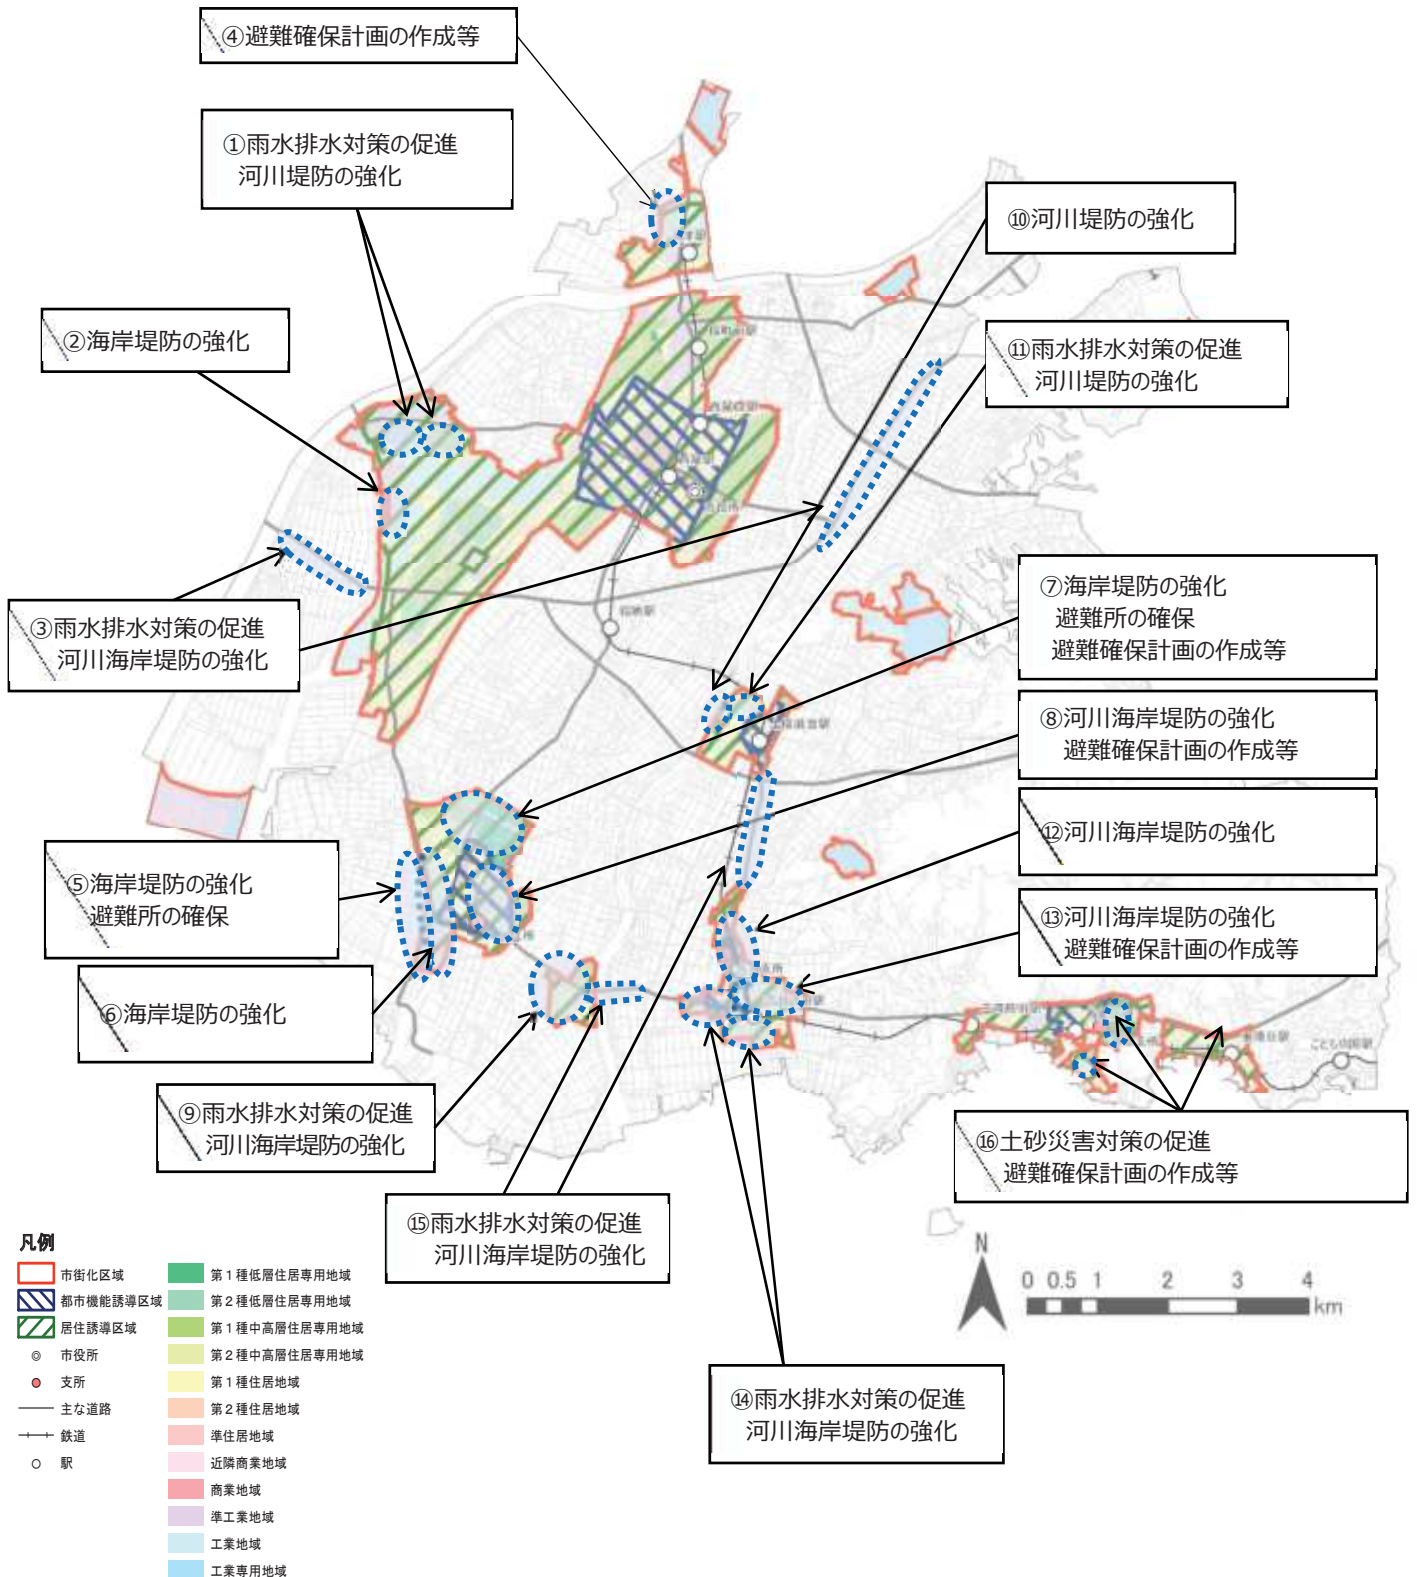 ④避難確保計画の作成等
①雨水排水対策の促進
河川堤防の強化
⑩河川堤防の強化
②海岸堤防の強化
⑪雨水排水対策の促進
河川堤防の強化
③雨水排水対策の促進
河川海岸堤防の強化
⑦海岸堤防の強化
避難所の確保
避難確保計画の作成等
⑧河川海岸堤防の強化
避難確保計画の作成等
⑫河川海岸堤防の強化
⑤海岸堤防の強化
避難所の確保
⑬河川海岸堤防の強化
避難確保計画の作成等
⑥海岸堤防の強化
⑨雨水排水対策の促進
河川海岸堤防の強化
⑯土砂災害対策の促進
避難確保計画の作成等
⑮雨水排水対策の促進
河川海岸堤防の強化
⑭雨水排水対策の促進
河川海岸堤防の強化
N
0 0.5 1 2 3 4
km
凡例
市街化区域
都市機能誘導区域
居住誘導区域
市役所
支所
主な道路
鉄道
駅
第1種低層住居専用地域
第2種低層住居専用地域
第1種中高層住居専用地域
第2種中高層住居専用地域
第1種住居地域
第2種住居地域
準住居地域
近隣商業地域
商業地域
準工業地域
工業地域
工業専用地域